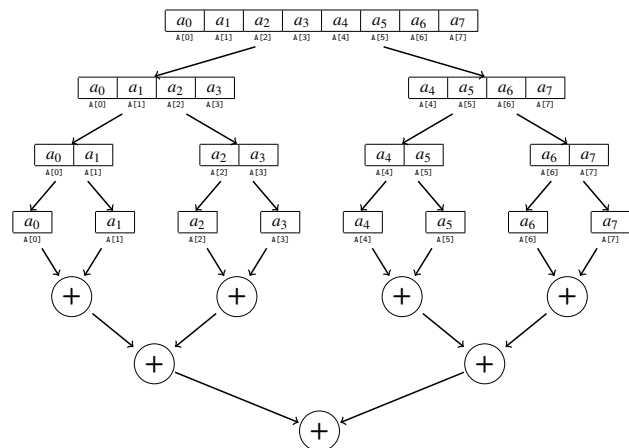 a₀ a₁ a₂ a₃ a₄ a₅ a₆ a₇
A[0] A[1] A[2] A[3] A[4] A[5] A[6] A[7]
a₀ a₁ a₂ a₃ a₄ a₅ a₆ a₇
A[0] A[1] A[2] A[3] A[4] A[5] A[6] A[7]
a₀ a₁ a₂ a₃ a₄ a₅ a₆ a₇
A[0] A[1] A[2] A[3] A[4] A[5] A[6] A[7]
a₀ a₁ a₂ a₃ a₄ a₅ a₆ a₇
A[0] A[1] A[2] A[3] A[4] A[5] A[6] A[7]
+ + + +
+ +
+